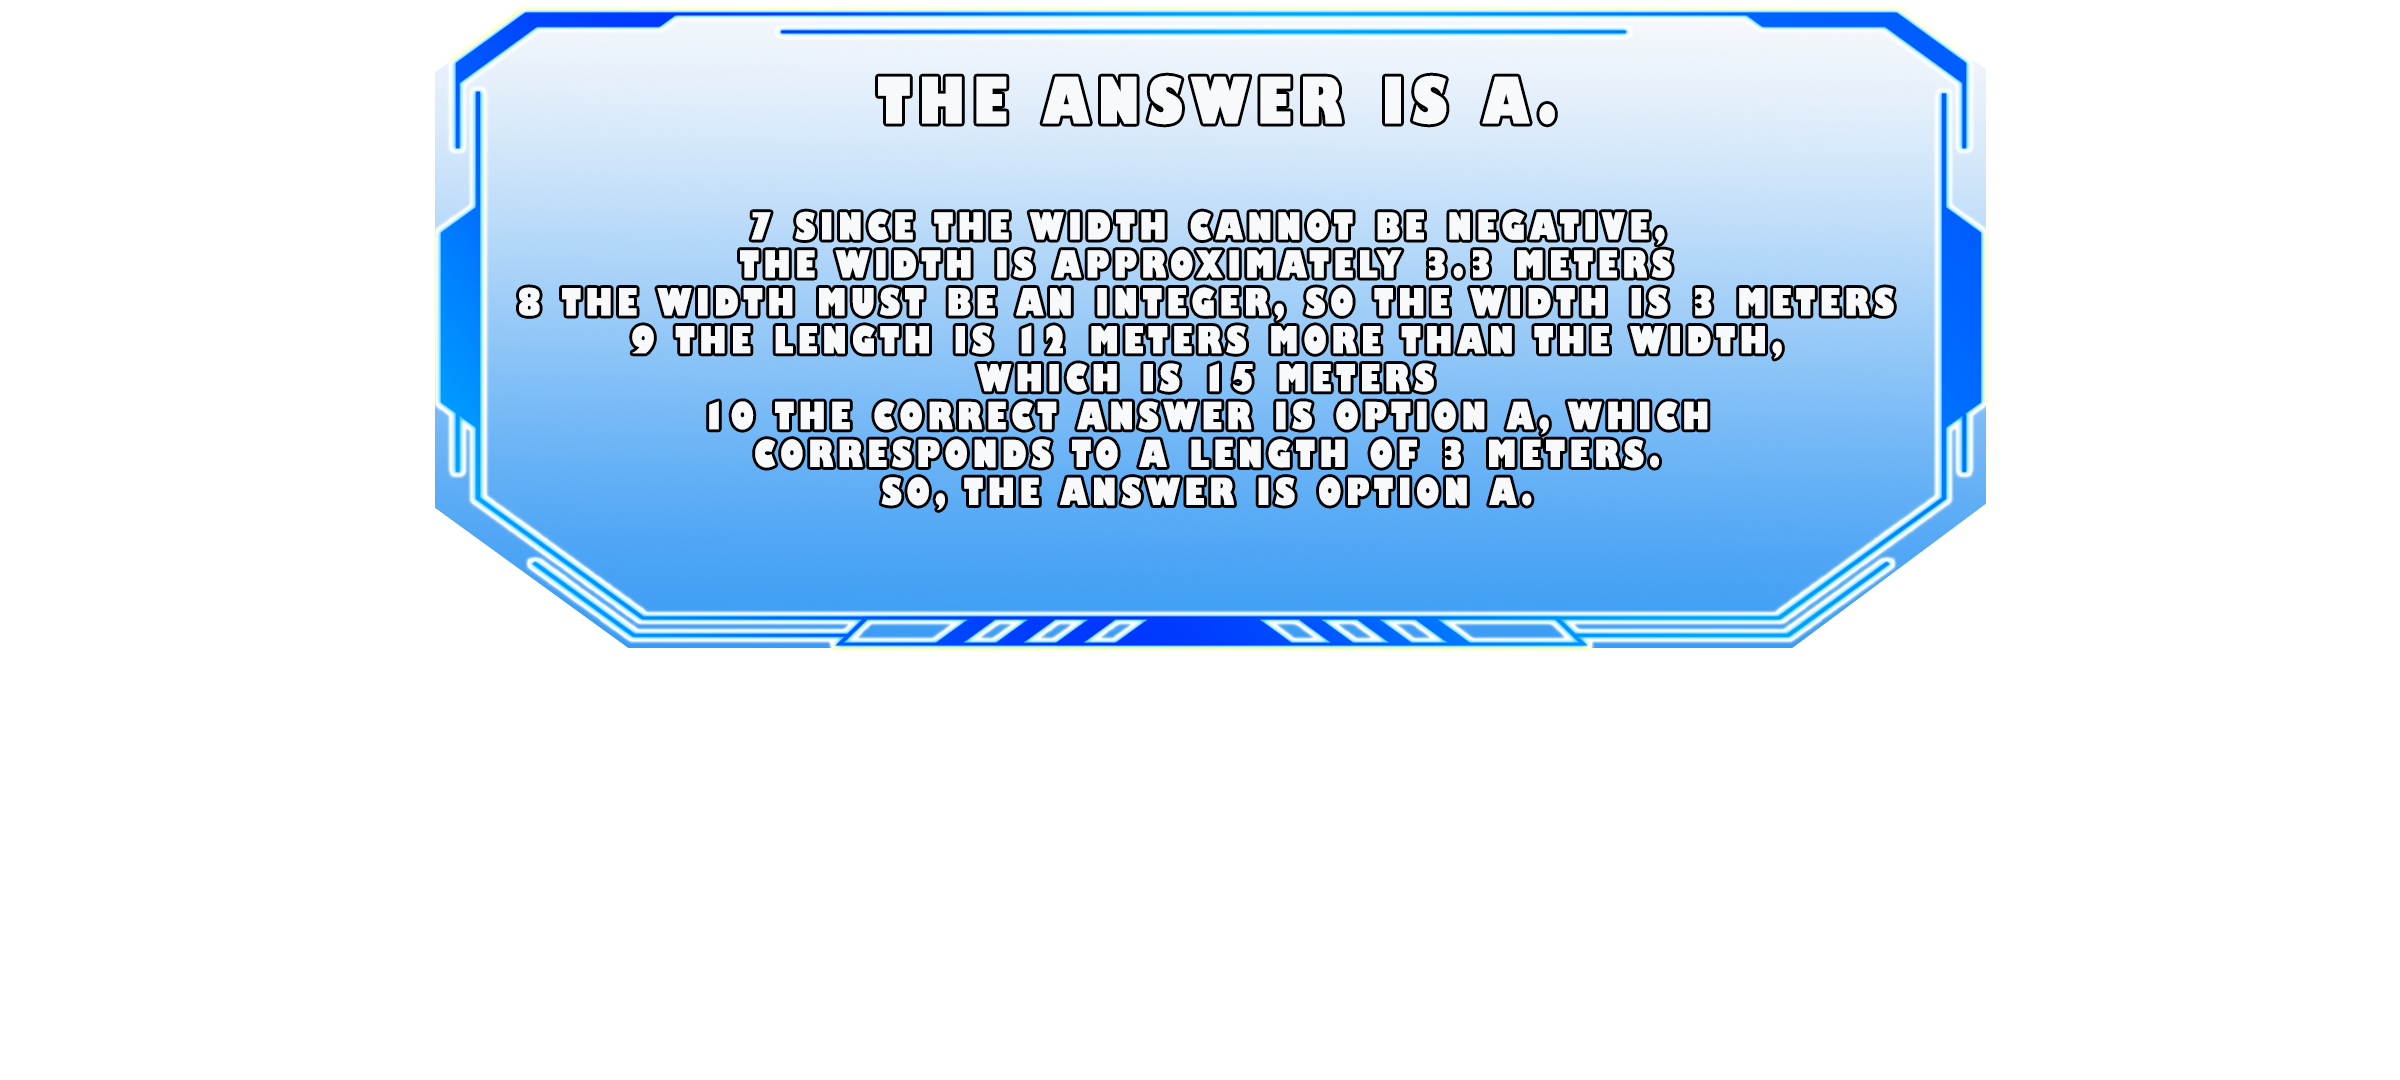 THE ANSWER IS A.
7 SINCE THE WIDTH CANNOT BE NEGATIVE,
THE WIDTH IS APPROXIMATELY 3.3 METERS
8 THE WIDTH MUST BE AN INTEGER, SO THE WIDTH IS 3 METERS
9 THE LENGTH IS 12 METERS MORE THAN THE WIDTH,
WHICH IS 15 METERS
10 THE CORRECT ANSWER IS OPTION A, WHICH
CORRESPONDS TO A LENGTH OF 3 METERS.
SO, THE ANSWER IS OPTION A.